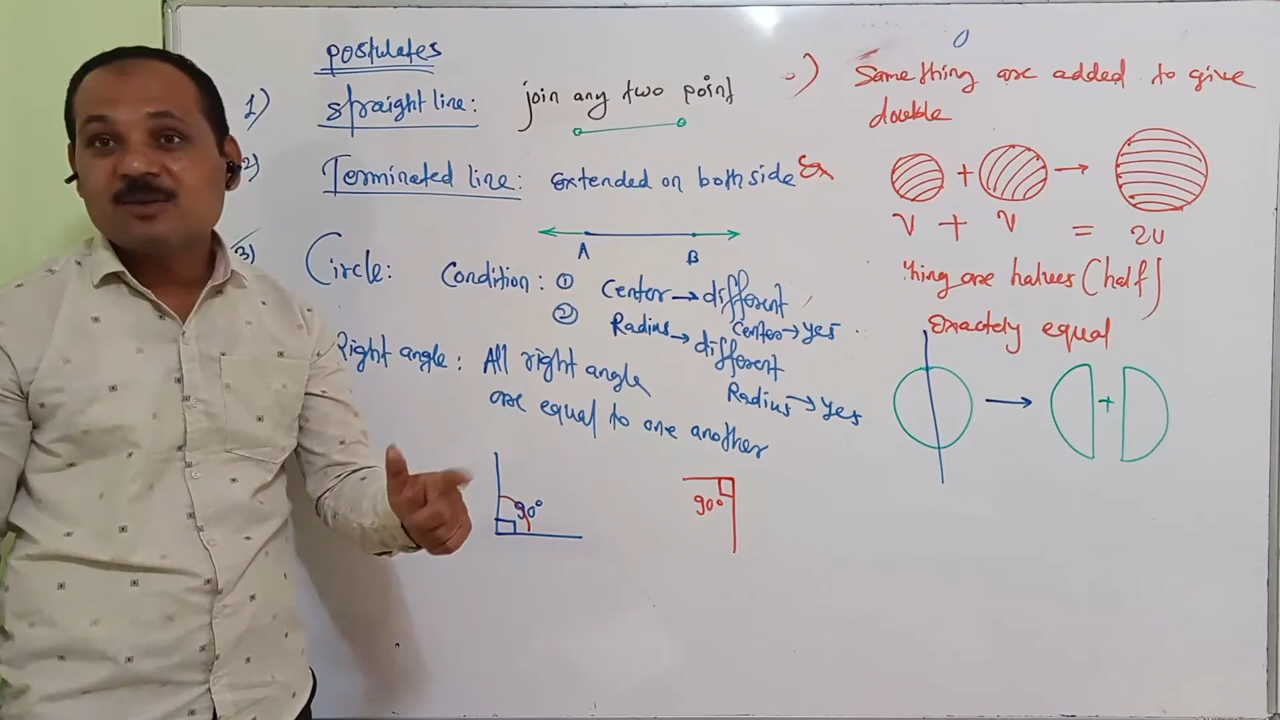 postulates
1) straight line: join any two point
2) Terminated line: extended on both side Ex
A B
3) Circle: Condition: ① Center → different
② Radius → different
Center → yes
Radius → yes
Right angle: All right angle
are equal to one another
90°
90°
Same thing are added to give
double
+ →
V + V = 2V
thing are halves (half)
Exactely equal
→ +